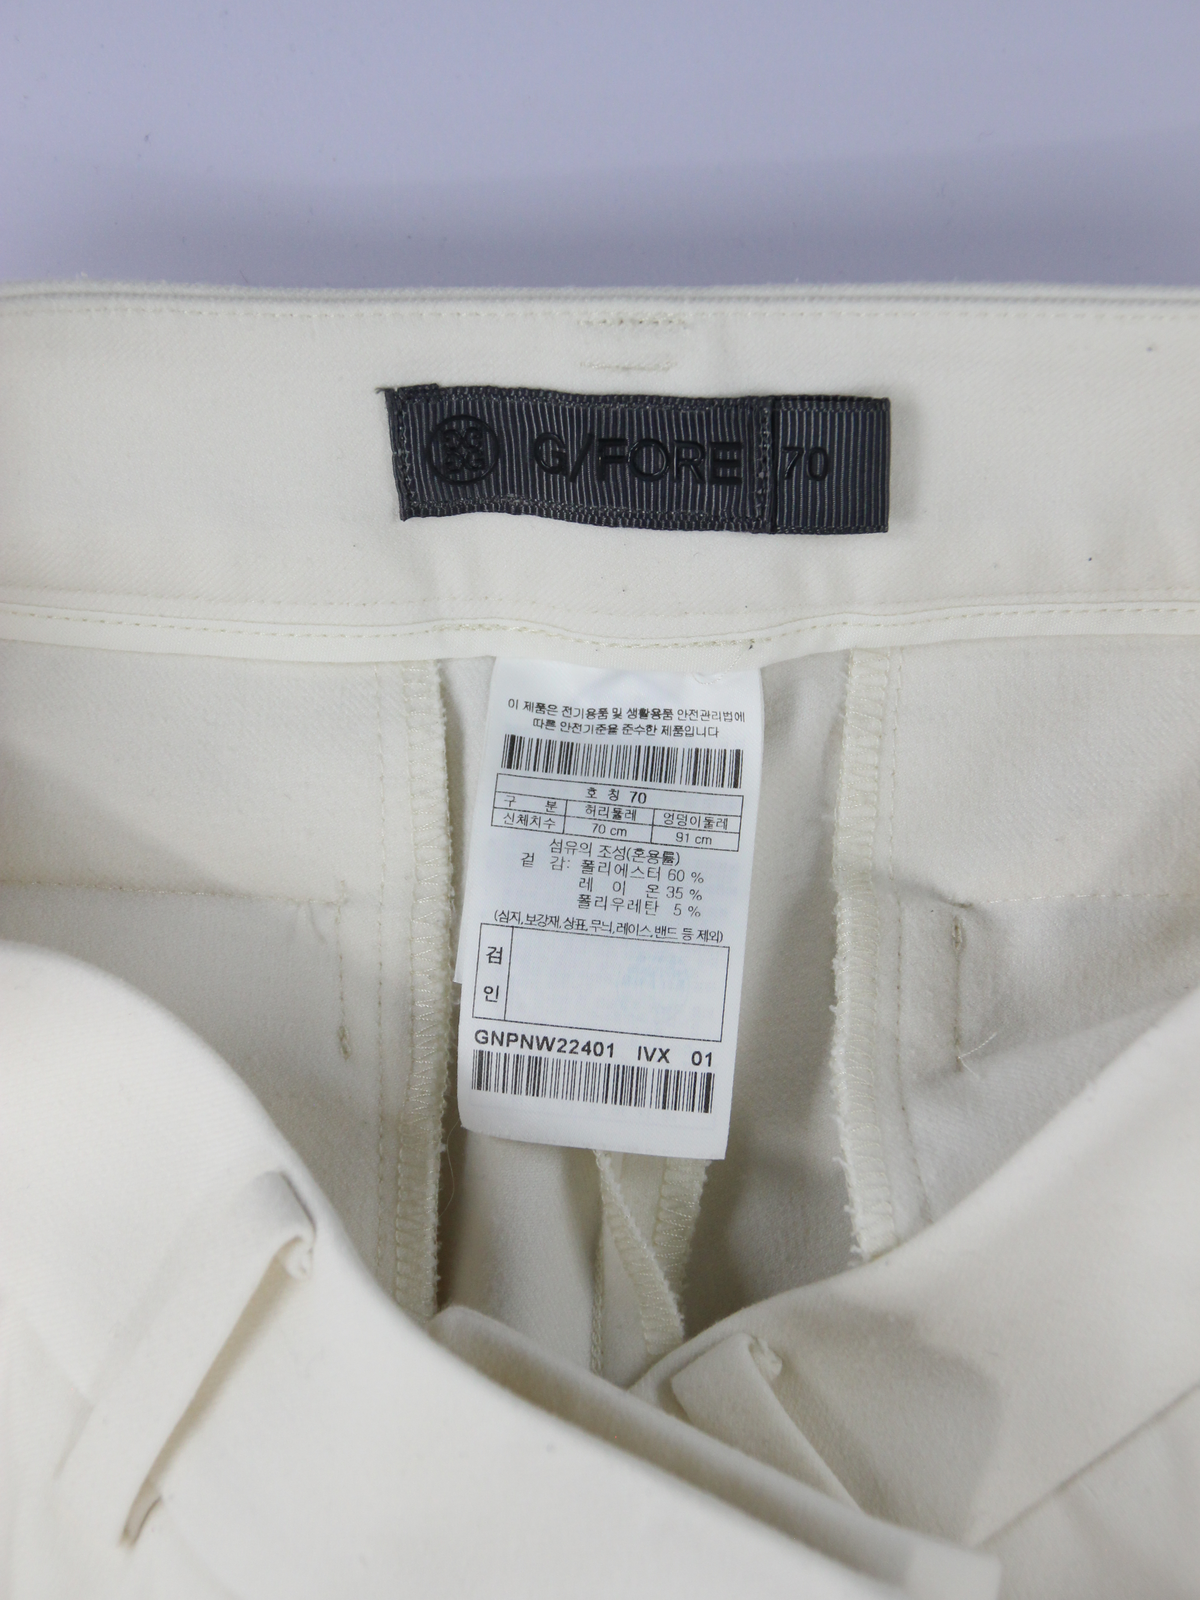 G/FORE 70
이 제품은 전기용품 및 생활용품 안전관리법에
따른 안전기준을 준수한 제품입니다
호 칭 70
구 분 허리둘레 엉덩이둘레
신체치수 70 cm 91 cm
섬유의 조성(혼용률)
겉 감: 폴리에스터 60 %
레 이 온 35 %
폴리우레탄 5 %
(심지,보강재,상표,무늬,레이스,밴드 등 제외)
검
인
GNPNW22401 IVX 01